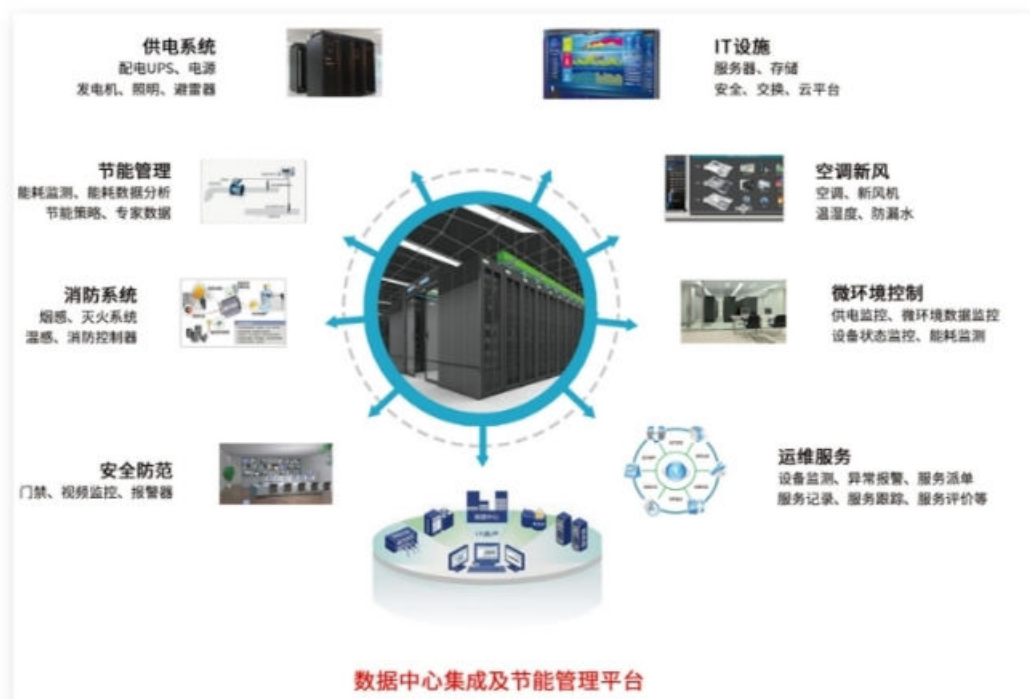 供电系统
配电UPS、电源
发电机、照明、避雷器
IT设施
服务器、存储
安全、交换、云平台
节能管理
能耗监测、能耗数据分析
节能策略、专家数据
空调新风
空调、新风机
温湿度、防漏水
消防系统
烟感、灭火系统
温感、消防控制器
微环境控制
供电监控、微环境数据监控
设备状态监控、能耗监测
安全防范
门禁、视频监控、报警器
运维服务
设备监测、异常报警、服务派单
服务记录、服务跟踪、服务评价等
数据中心集成及节能管理平台